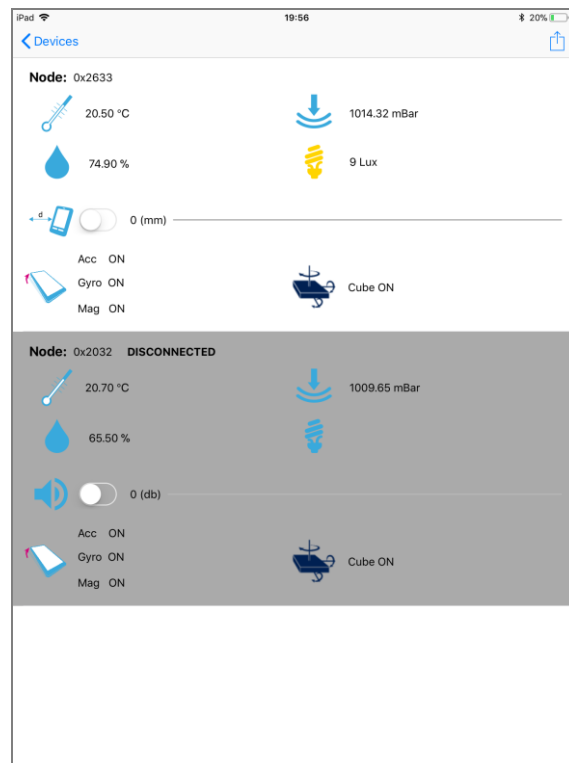 iPad 19:56 20%
Devices
Node: 0x2633
20.50 °C 1014.32 mBar
74.90 % 9 Lux
d 0 (mm)
Acc ON
Gyro ON Cube ON
Mag ON
Node: 0x2032 DISCONNECTED
20.70 °C 1009.65 mBar
65.50 %
0 (db)
Acc ON
Gyro ON Cube ON
Mag ON